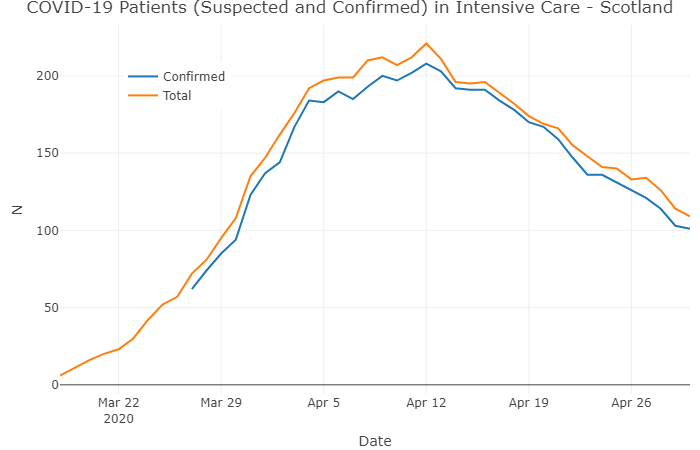 COVID-19 Patients (Suspected and Confirmed) in Intensive Care - Scotland
Confirmed
Total
200
150
100
50
0
N
Mar 22 Mar 29 Apr 5 Apr 12 Apr 19 Apr 26
2020
Date